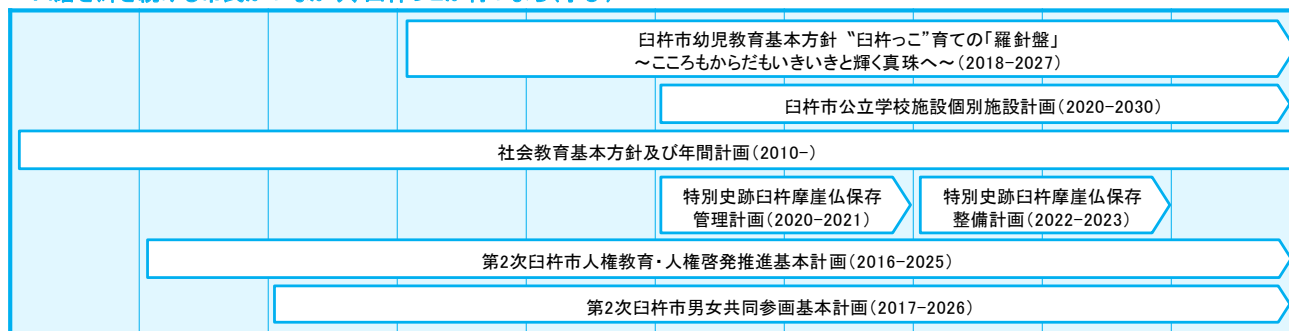 臼杵市幼児教育基本方針 〝臼杵っこ”育ての「羅針盤」
～こころもからだもいきいきと輝く真珠へ～（2018-2027）
臼杵市公立学校施設個別施設計画（2020-2030）
社会教育基本方針及び年間計画（2010-）
特別史跡臼杵摩崖仏保存
管理計画（2020-2021）
特別史跡臼杵摩崖仏保存
整備計画（2022-2023）
第2次臼杵市人権教育・人権啓発推進基本計画（2016-2025）
第2次臼杵市男女共同参画基本計画（2017-2026）